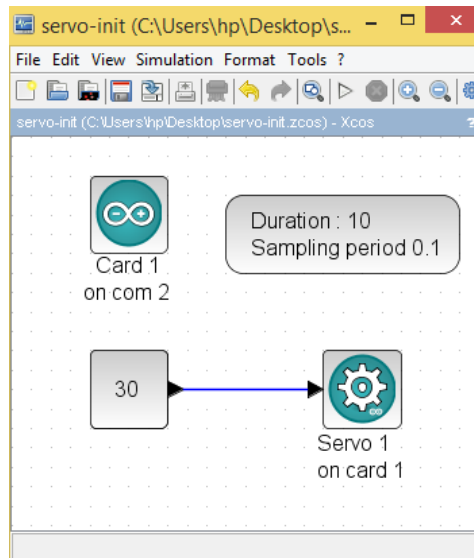 servo-init (C:\Users\hp\Desktop\s...
File Edit View Simulation Format Tools ?
servo-init (C:\Users\hp\Desktop\servo-init.zcos) - Xcos
?
Card 1
on com 2
Duration : 10
Sampling period 0.1
30
Servo 1
on card 1